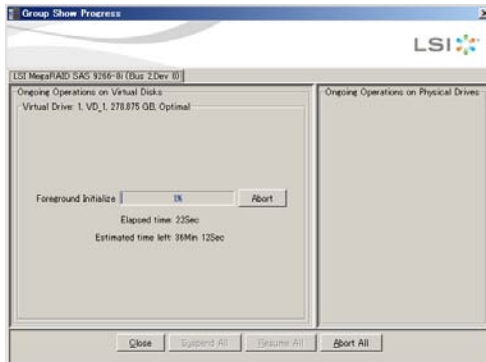 Group Show Progress
LSI
LSI MegaRAID SAS 9266-8i (Bus 2,Dev 0)
Ongoing Operations on Virtual Disks
Ongoing Operations on Physical Drives
Virtual Drive: 1, VD_1, 278.875 GB, Optimal
Foreground Initialize
1%
Abort
Elapsed time: 22Sec
Estimated time left: 36Min 12Sec
Close
Suspend All
Resume All
Abort All